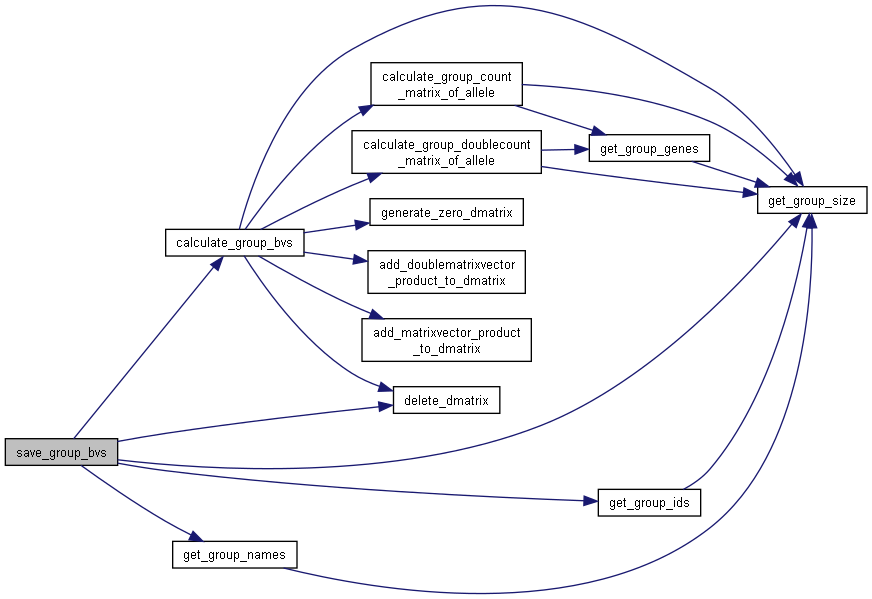 calculate_group_count
_matrix_of_allele
calculate_group_doublecount
_matrix_of_allele
get_group_genes
get_group_size
generate_zero_dmatrix
calculate_group_bvs
add_doublematrixvector
_product_to_dmatrix
add_matrixvector_product
_to_dmatrix
delete_dmatrix
save_group_bvs
get_group_ids
get_group_names